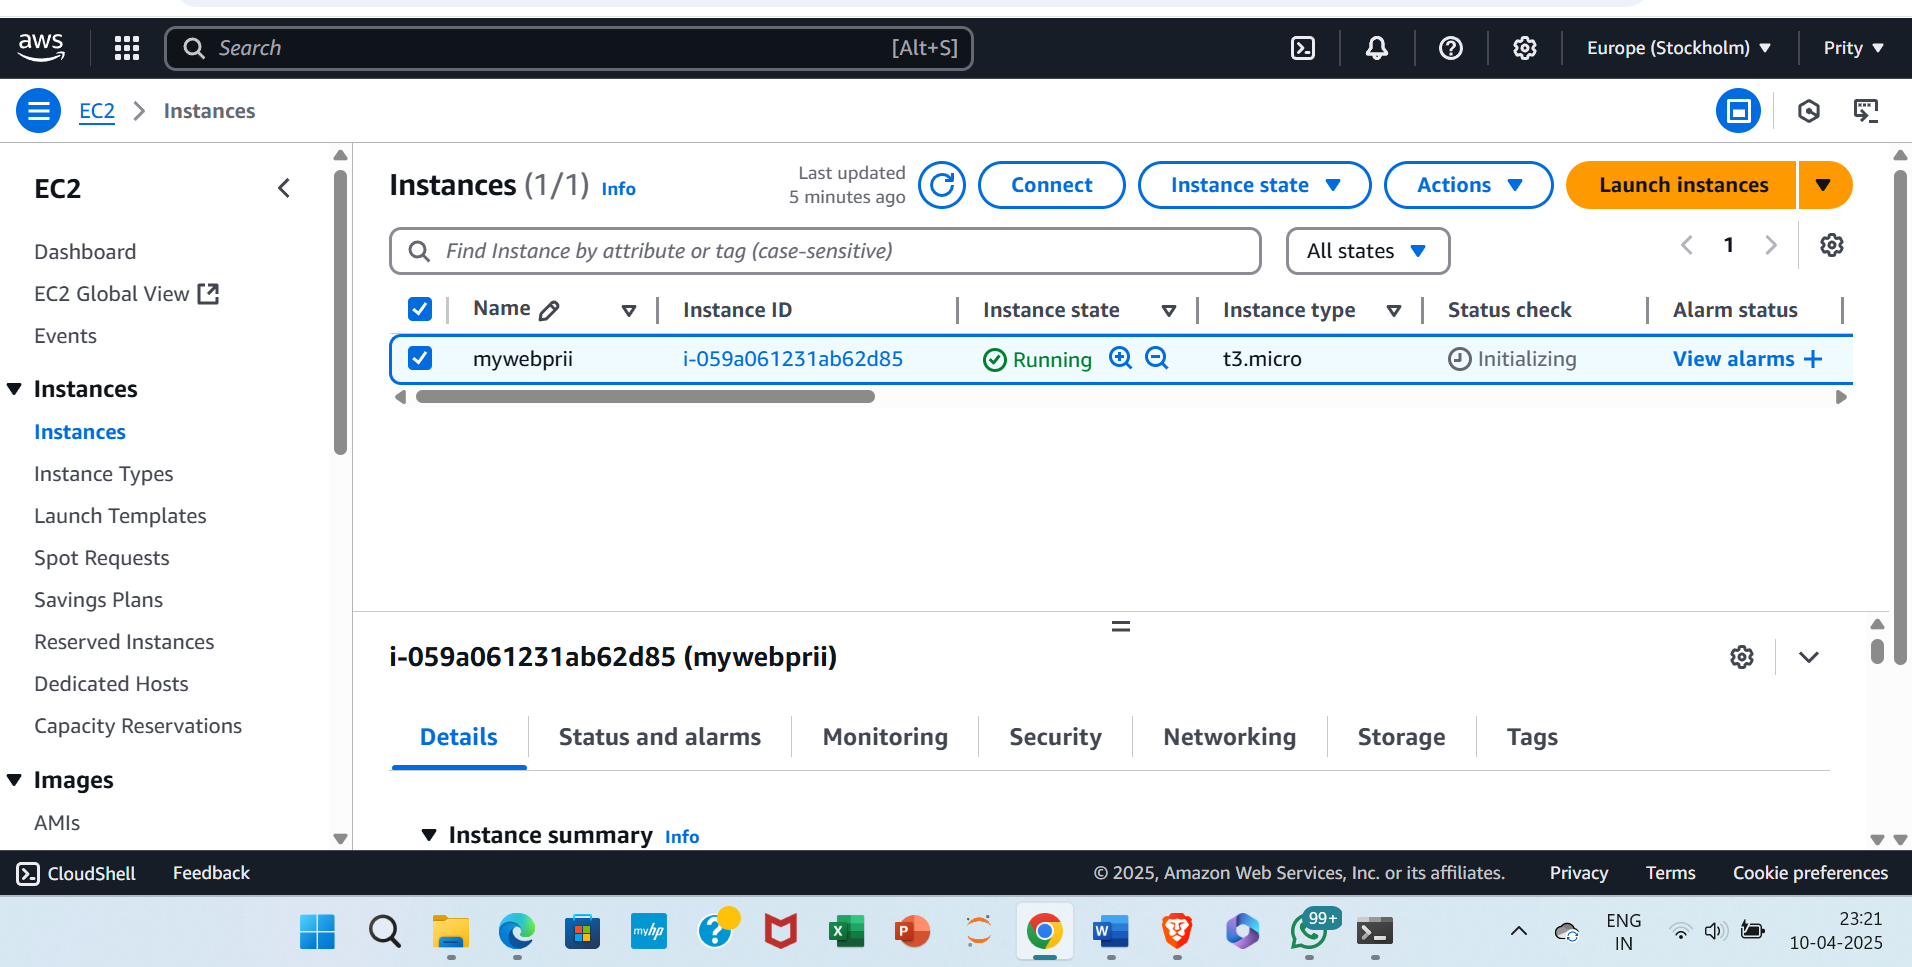 aws
Search
[Alt+S]
Europe (Stockholm)
Prity
EC2
Instances
EC2
Dashboard
EC2 Global View
Events
Instances
Instances
Instance Types
Launch Templates
Spot Requests
Savings Plans
Reserved Instances
Dedicated Hosts
Capacity Reservations
Images
AMIs
Instances (1/1) Info
Last updated
5 minutes ago
Connect
Instance state
Actions
Launch instances
Find Instance by attribute or tag (case-sensitive)
All states
1
Name Instance ID Instance state Instance type Status check Alarm status
mywebprii i-059a061231ab62d85 Running t3.micro Initializing View alarms +
i-059a061231ab62d85 (mywebprii)
Details Status and alarms Monitoring Security Networking Storage Tags
Instance summary Info
CloudShell Feedback © 2025, Amazon Web Services, Inc. or its affiliates. Privacy Terms Cookie preferences
myhp
?
X
P
W
99+
ENG
IN
23:21
10-04-2025